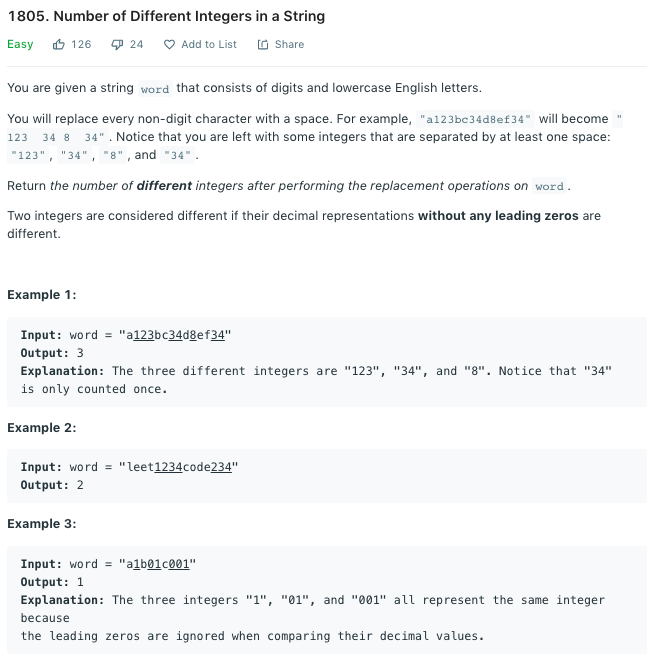 1805. Number of Different Integers in a String
Easy 126 24 Add to List Share
You are given a string word that consists of digits and lowercase English letters.
You will replace every non-digit character with a space. For example, "a123bc34d8ef34" will become "
123  34 8  34" . Notice that you are left with some integers that are separated by at least one space:
"123" , "34" , "8" , and "34" .
Return the number of different integers after performing the replacement operations on word .
Two integers are considered different if their decimal representations without any leading zeros are
different.
Example 1:
Input: word = "a123bc34d8ef34"
Output: 3
Explanation: The three different integers are "123", "34", and "8". Notice that "34"
is only counted once.
Example 2:
Input: word = "leet1234code234"
Output: 2
Example 3:
Input: word = "a1b01c001"
Output: 1
Explanation: The three integers "1", "01", and "001" all represent the same integer
because
the leading zeros are ignored when comparing their decimal values.